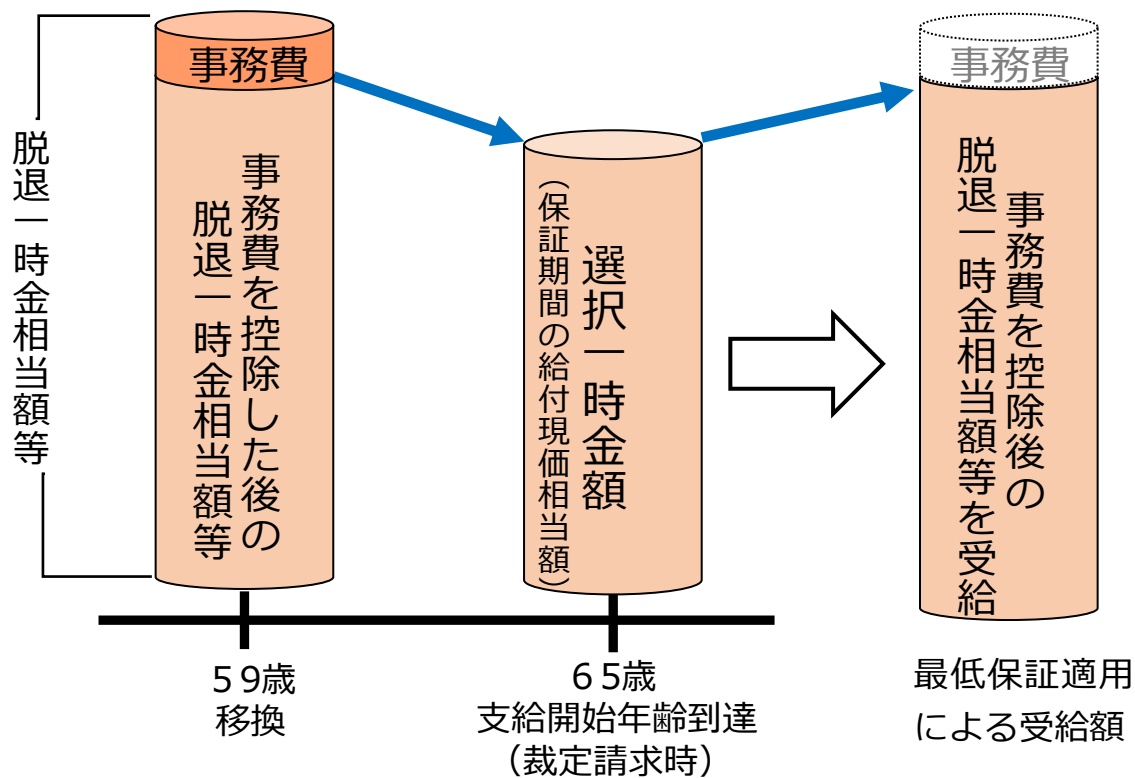 脱退一時金相当額等
事務費
事務費を控除した後の
脱退一時金相当額等
59歳
移換
選択一時金額
(保証期間の給付現価相当額)
65歳
支給開始年齢到達
（裁定請求時）
事務費
事務費を控除後の
脱退一時金相当額等を受給
最低保証適用
による受給額